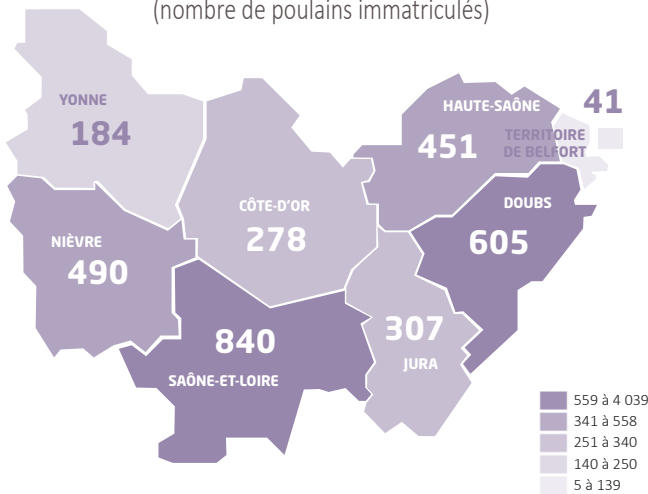 (nombre de poulains immatriculés)
YONNE
184
HAUTE-SAÔNE
451
41
TERRITOIRE
DE BELFORT
CÔTE-D'OR
278
DOUBS
605
NIÈVRE
490
840
SAÔNE-ET-LOIRE
307
JURA
559 à 4 039
341 à 558
251 à 340
140 à 250
5 à 139